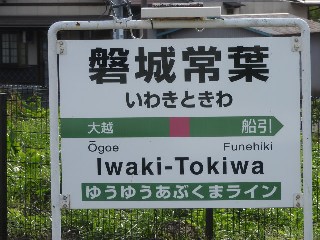 磐城常葉
いわきときわ
大越 船引
Ōgoe Funehiki
Iwaki-Tokiwa
ゆうゆうあぶくまライン